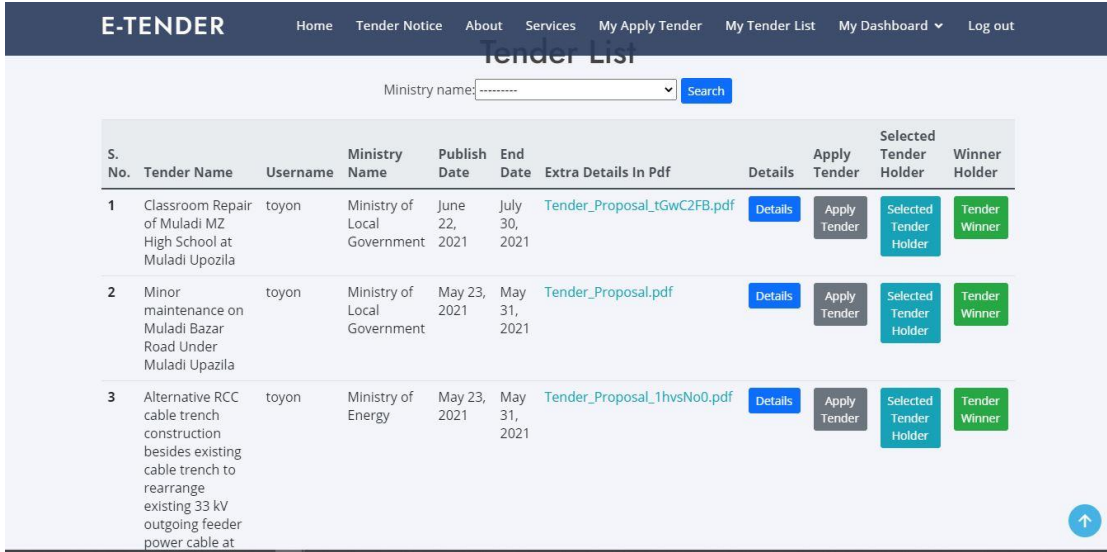 E-TENDER Home Tender Notice About Services My Apply Tender My Tender List My Dashboard Log out
Tender List
Ministry name: --------- Search
S. No. Tender Name Username Ministry Name Publish Date End Date Extra Details In Pdf Details Apply Tender Selected Tender Holder Winner Holder
1 Classroom Repair toyon Ministry of June July Tender_Proposal_tGwC2FB.pdf Details Apply Selected Tender
of Muladi MZ Local 22, 30, Tender Tender Winner
High School at Government 2021 2021 Holder
Muladi Upozila
2 Minor toyon Ministry of May 23, May Tender_Proposal.pdf Details Apply Selected Tender
maintenance on Local 2021 31, Tender Tender Winner
Muladi Bazar Government 2021 Holder
Road Under
Muladi Upazila
3 Alternative RCC toyon Ministry of May 23, May Tender_Proposal_1hvsNo0.pdf Details Apply Selected Tender
cable trench Energy 2021 31, Tender Tender Winner
construction 2021 Holder
besides existing
cable trench to
rearrange
existing 33 kV
outgoing feeder
power cable at